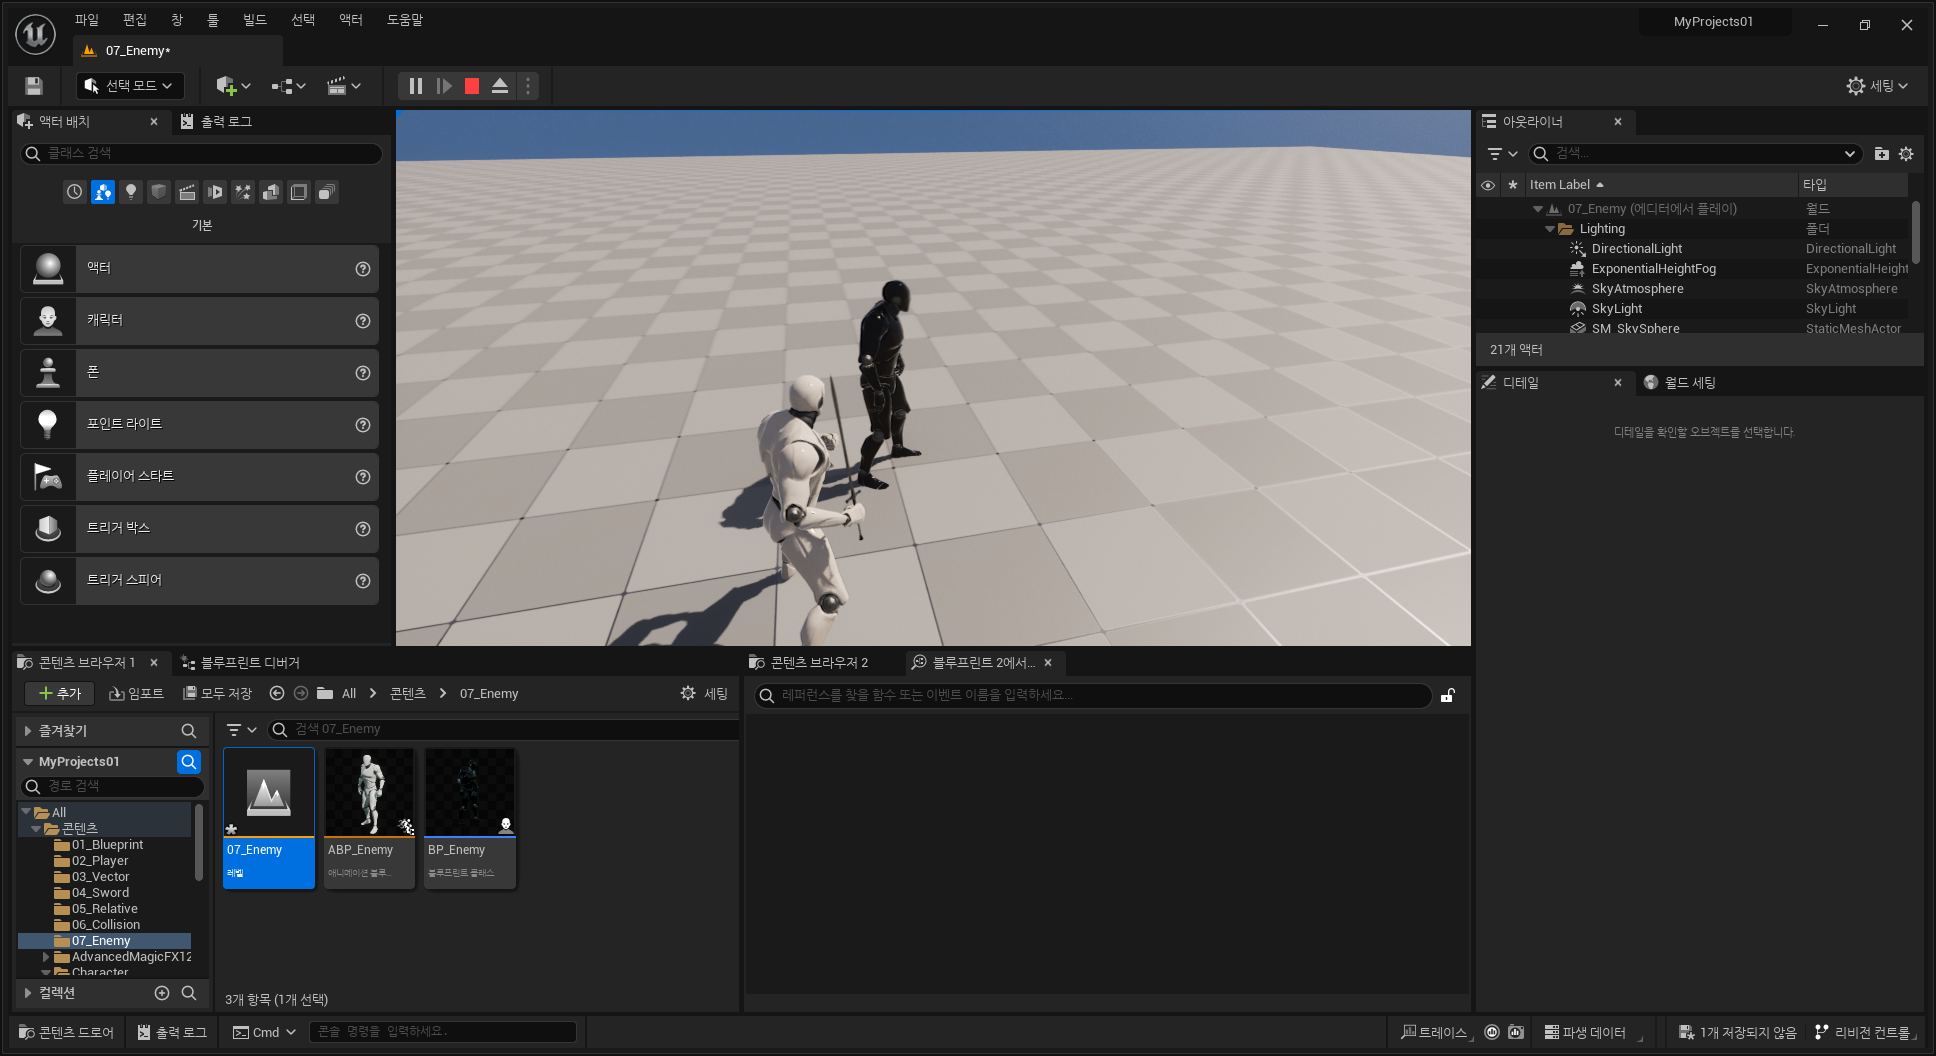 파일 편집 창 툴 빌드 선택 액터 도움말
MyProjects01
07_Enemy*
선택 모드
세팅
액터 배치
출력 로그
클래스 검색
기본
액터
캐릭터
폰
포인트 라이트
플레이어 스타트
트리거 박스
트리거 스피어
아웃라이너
검색...
Item Label 타입
07_Enemy (에디터에서 플레이) 월드
Lighting 폴더
DirectionalLight DirectionalLight
ExponentialHeightFog ExponentialHeight
SkyAtmosphere SkyAtmosphere
SkyLight SkyLight
SM_SkySphere StaticMeshActor
21개 액터
디테일
월드 세팅
디테일을 확인할 오브젝트를 선택합니다.
콘텐츠 브라우저 1
블루프린트 디버거
추가 임포트 모두 저장 All 콘텐츠 07_Enemy 세팅
즐겨찾기
검색 07_Enemy
MyProjects01
경로 검색
All
콘텐츠
01_Blueprint
02_Player
03_Vector
04_Sword
05_Relative
06_Collision
07_Enemy
AdvancedMagicFX12
Character
컬렉션
07_Enemy
레벨
ABP_Enemy
애니메이션 블루...
BP_Enemy
블루프린트 클래스
3개 항목 (1개 선택)
콘텐츠 브라우저 2
블루프린트 2에서...
레퍼런스를 찾을 함수 또는 이벤트 이름을 입력하세요...
콘텐츠 드로어 출력 로그 Cmd 콘솔 명령을 입력하세요.
트레이스 파생 데이터 1개 저장되지 않음 리비전 컨트롤